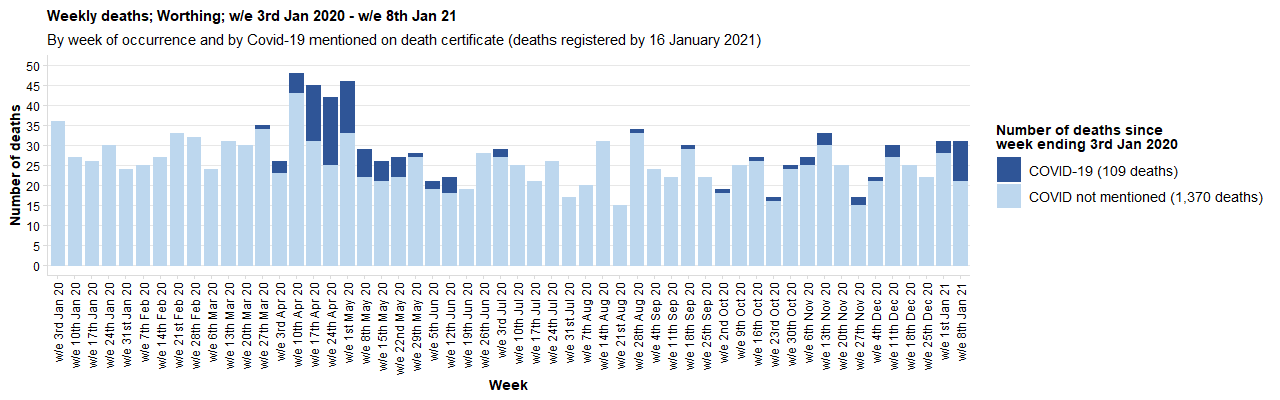 Weekly deaths; Worthing; w/e 3rd Jan 2020 - w/e 8th Jan 21
By week of occurrence and by Covid-19 mentioned on death certificate (deaths registered by 16 January 2021)
Number of deaths
50
45
40
35
30
25
20
15
10
5
0
w/e 3rd Jan 20
w/e 10th Jan 20
w/e 17th Jan 20
w/e 24th Jan 20
w/e 31st Jan 20
w/e 7th Feb 20
w/e 14th Feb 20
w/e 21st Feb 20
w/e 28th Feb 20
w/e 6th Mar 20
w/e 13th Mar 20
w/e 20th Mar 20
w/e 27th Mar 20
w/e 3rd Apr 20
w/e 10th Apr 20
w/e 17th Apr 20
w/e 24th Apr 20
w/e 1st May 20
w/e 8th May 20
w/e 15th May 20
w/e 22nd May 20
w/e 29th May 20
w/e 5th Jun 20
w/e 12th Jun 20
w/e 19th Jun 20
w/e 26th Jun 20
w/e 3rd Jul 20
w/e 10th Jul 20
w/e 17th Jul 20
w/e 24th Jul 20
w/e 31st Jul 20
w/e 7th Aug 20
w/e 14th Aug 20
w/e 21st Aug 20
w/e 28th Aug 20
w/e 4th Sep 20
w/e 11th Sep 20
w/e 18th Sep 20
w/e 25th Sep 20
w/e 2nd Oct 20
w/e 9th Oct 20
w/e 16th Oct 20
w/e 23rd Oct 20
w/e 30th Oct 20
w/e 6th Nov 20
w/e 13th Nov 20
w/e 20th Nov 20
w/e 27th Nov 20
w/e 4th Dec 20
w/e 11th Dec 20
w/e 18th Dec 20
w/e 25th Dec 20
w/e 1st Jan 21
w/e 8th Jan 21
Week
Number of deaths since
week ending 3rd Jan 2020
COVID-19 (109 deaths)
COVID not mentioned (1,370 deaths)